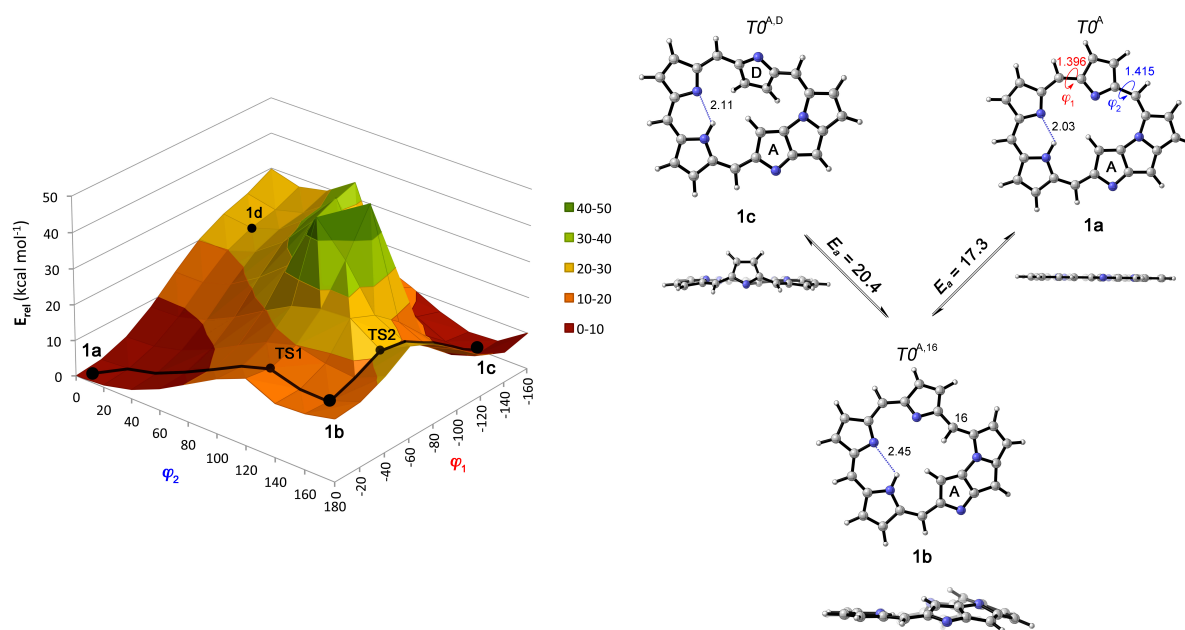 E_rel (kcal mol⁻¹)
50
40
30
20
10
0
1d
1a
TS1
TS2
1b
1c
0
20
40
60
80
100
120
140
160
180
φ₂
0
-20
-40
-60
-80
-100
-120
-140
-160
φ₁
40-50
30-40
20-30
10-20
0-10
T0^A,D
D
2.11
A
1c
T0^A
1.396
φ₁
1.415
φ₂
2.03
A
1a
E_a = 20.4
E_a = 17.3
T0^A,16
16
2.45
A
1b